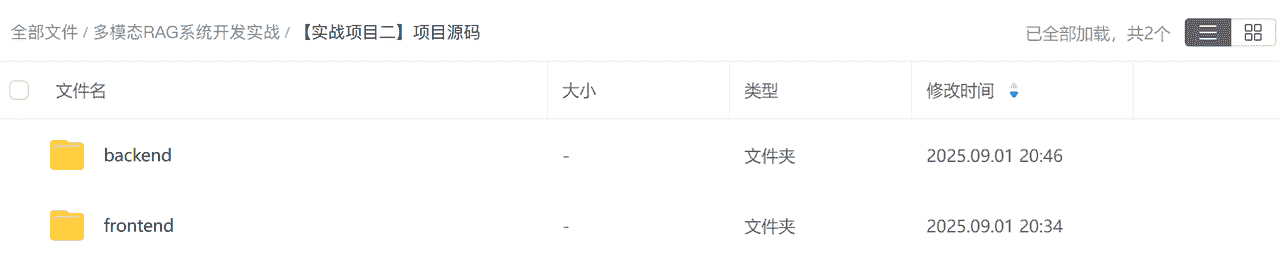 全部文件 / 多模态RAG系统开发实战 / 【实战项目二】项目源码 已全部加载，共2个
文件名 大小 类型 修改时间
backend - 文件夹 2025.09.01 20:46
frontend - 文件夹 2025.09.01 20:34